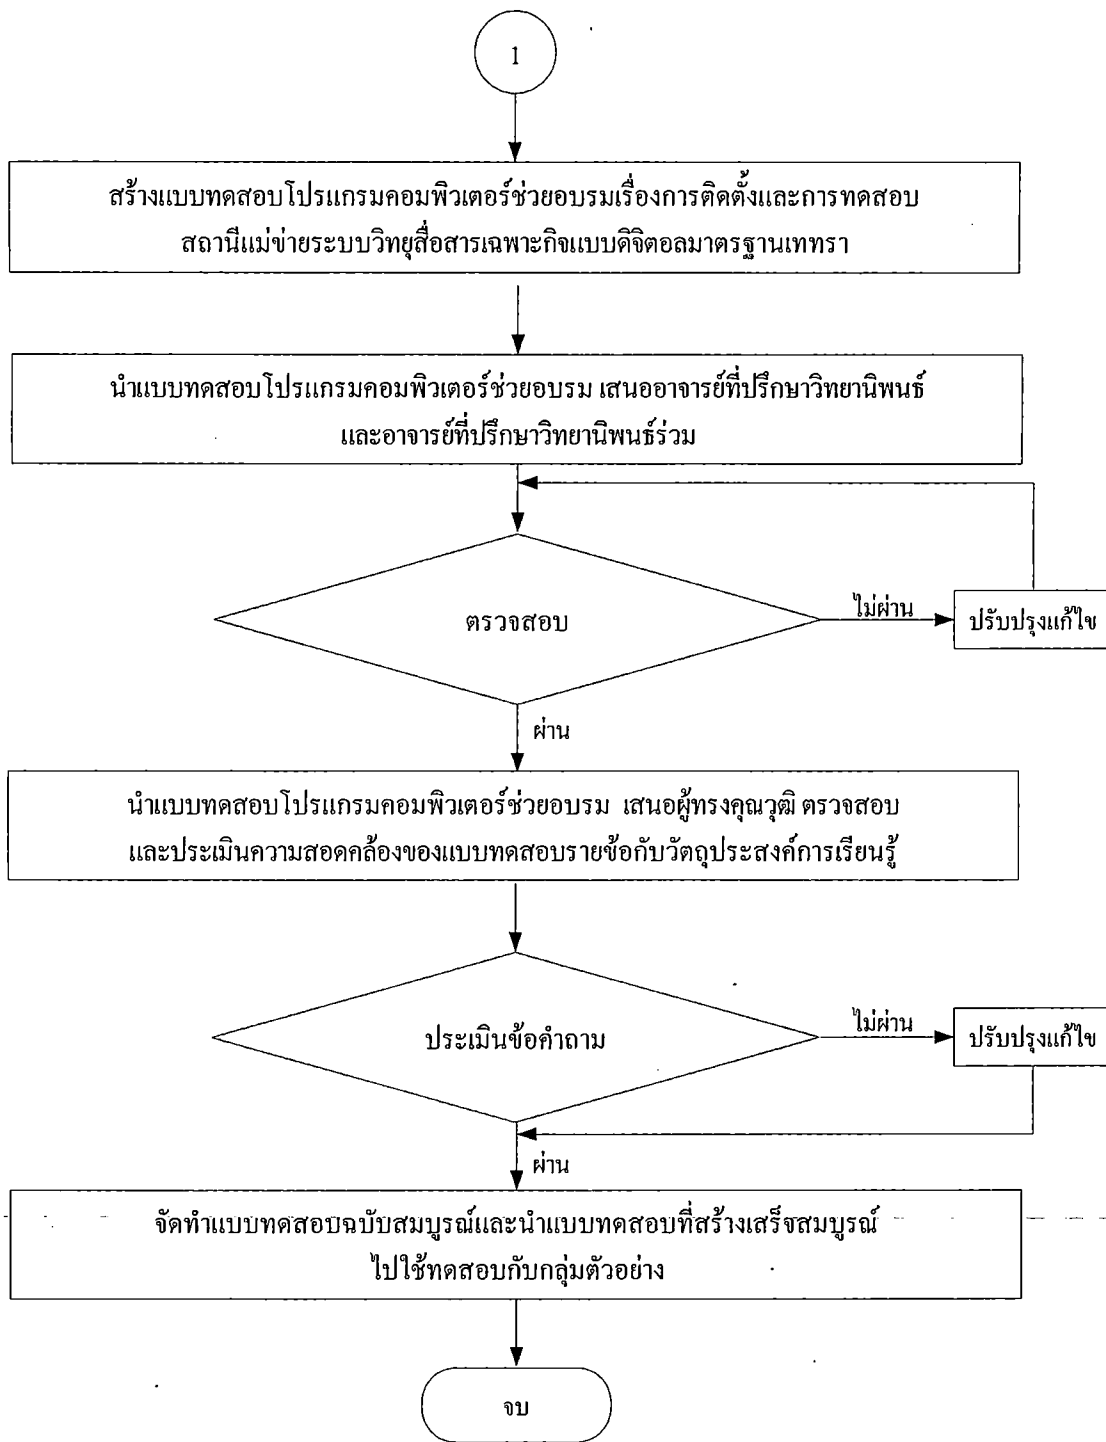 1
สร้างแบบทดสอบโปรแกรมคอมพิวเตอร์ช่วยอบรมเรื่องการติดตั้งและการทดสอบ
สถานีแม่ข่ายระบบวิทยุสื่อสารเฉพาะกิจแบบดิจิตอลมาตรฐานเททรา
นำแบบทดสอบโปรแกรมคอมพิวเตอร์ช่วยอบรม เสนออาจารย์ที่ปรึกษาวิทยานิพนธ์
และอาจารย์ที่ปรึกษาวิทยานิพนธ์ร่วม
ตรวจสอบ
ไม่ผ่าน
ปรับปรุงแก้ไข
ผ่าน
นำแบบทดสอบโปรแกรมคอมพิวเตอร์ช่วยอบรม เสนอผู้ทรงคุณวุฒิ ตรวจสอบ
และประเมินความสอดคล้องของแบบทดสอบรายข้อกับวัตถุประสงค์การเรียนรู้
ประเมินข้อคำถาม
ไม่ผ่าน
ปรับปรุงแก้ไข
ผ่าน
จัดทำแบบทดสอบฉบับสมบูรณ์และนำแบบทดสอบที่สร้างเสร็จสมบูรณ์
ไปใช้ทดสอบกับกลุ่มตัวอย่าง
จบ